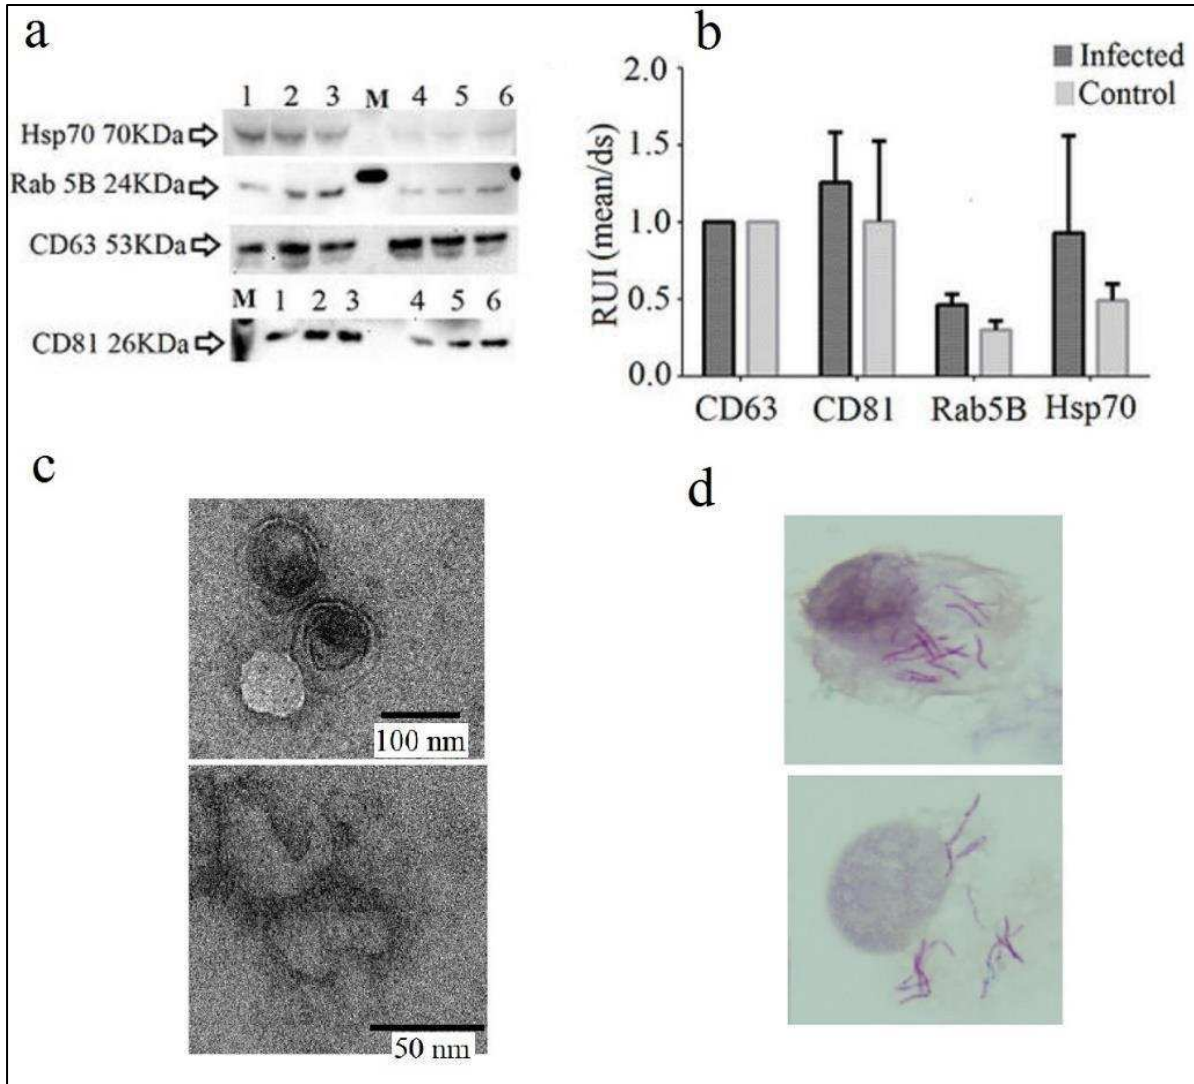 a
1 2 3 M 4 5 6
Hsp70 70KDa
Rab 5B 24KDa
CD63 53KDa
M 1 2 3 4 5 6
CD81 26KDa
b
Infected
Control
RUI (mean/ds)
2.0
1.5
1.0
0.5
0.0
CD63 CD81 Rab5B Hsp70
c
100 nm
50 nm
d